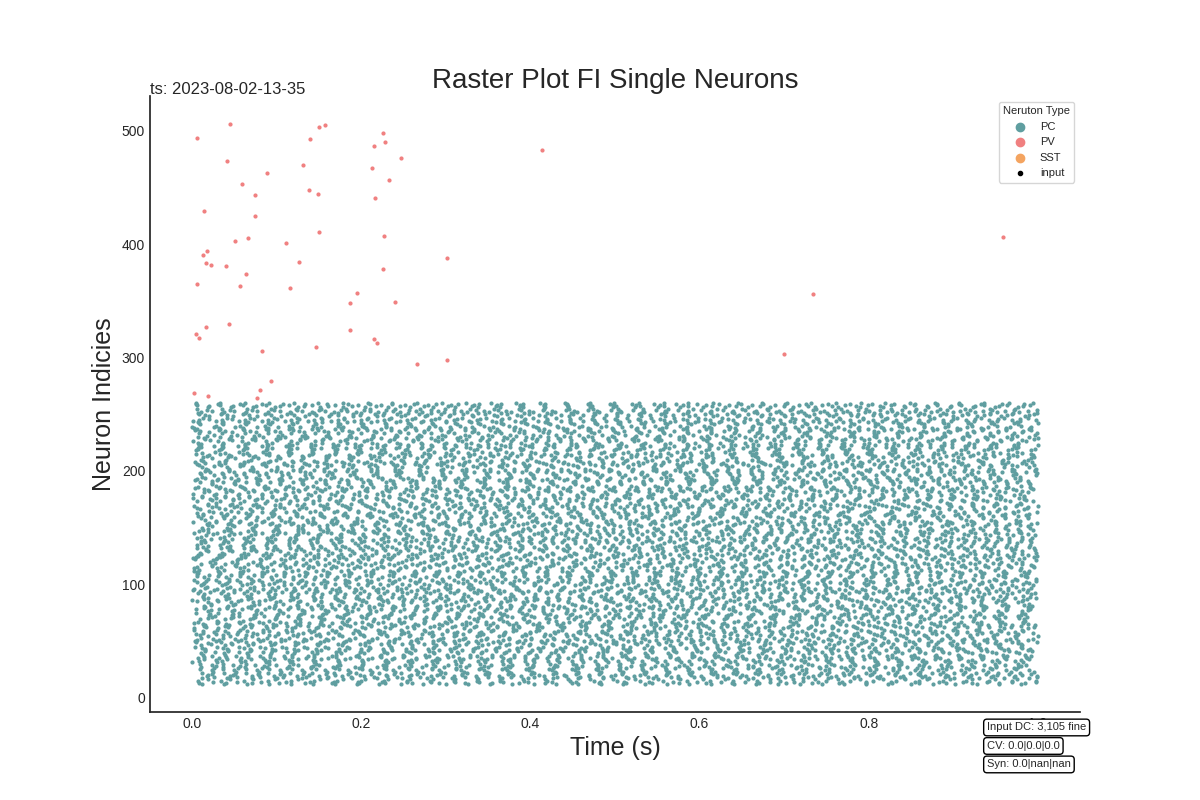 Raster Plot FI Single Neurons
ts: 2023-08-02-13-35
Neruton Type
PC
PV
SST
input
500
400
300
200
100
0
Neuron Indicies
0.0 0.2 0.4 0.6 0.8
Time (s)
Input DC: 3,105 fine
CV: 0.0|0.0|0.0
Syn: 0.0|nan|nan